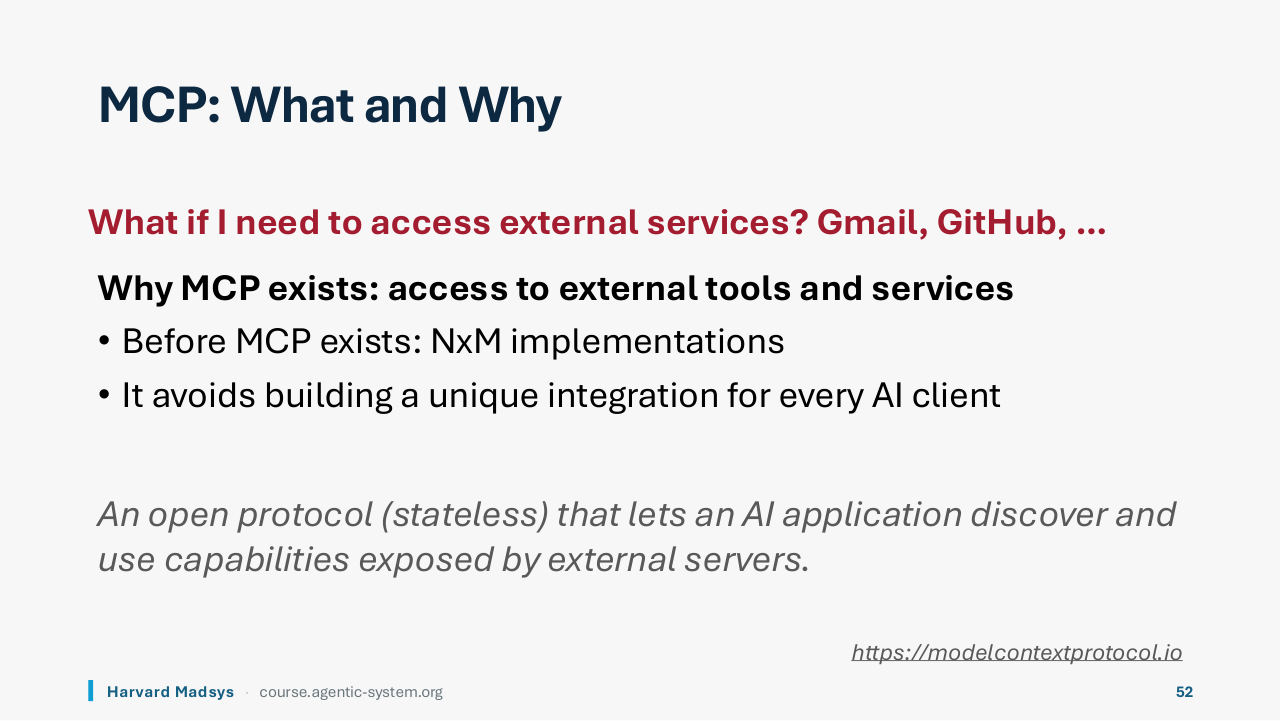 MCP: What and Why
What if I need to access external services? Gmail, GitHub, ...
Why MCP exists: access to external tools and services
• Before MCP exists: NxM implementations
• It avoids building a unique integration for every AI client
An open protocol (stateless) that lets an AI application discover and
use capabilities exposed by external servers.
https://modelcontextprotocol.io
Harvard Madsys · course.agentic-system.org
52